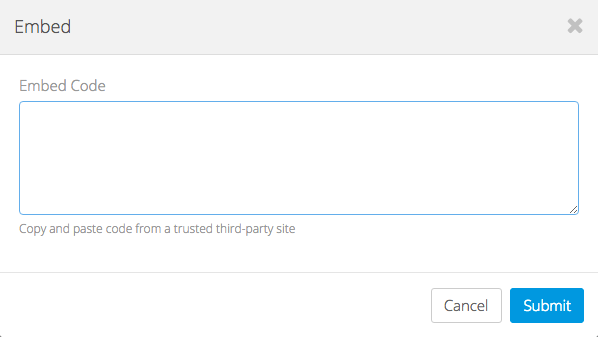 Embed
Embed Code
Copy and paste code from a trusted third-party site
Cancel Submit